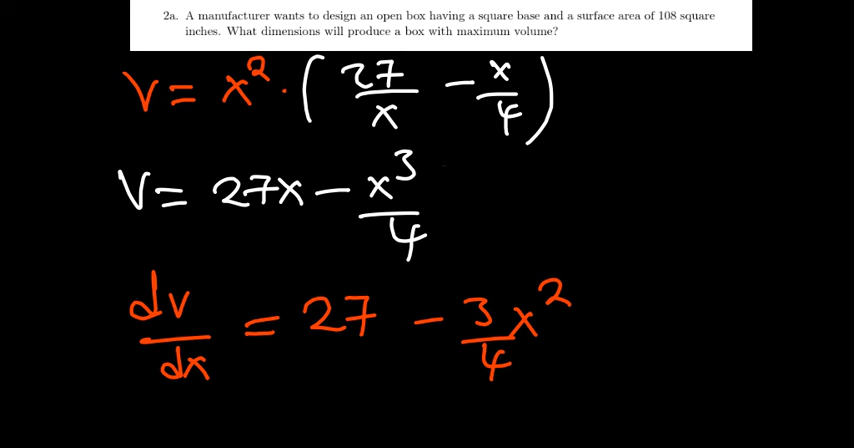 2a. A manufacturer wants to design an open box having a square base and a surface area of 108 square
inches. What dimensions will produce a box with maximum volume?
V = x² · (27/x − x/4)
V = 27x − x³/4
dv/dx = 27 − 3/4 x²